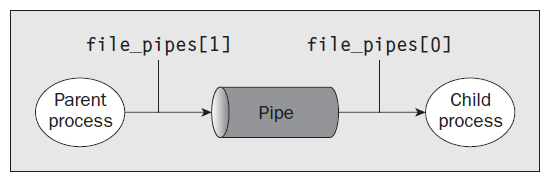 file_pipes[1]
file_pipes[0]
Parent
process
Pipe
Child
process